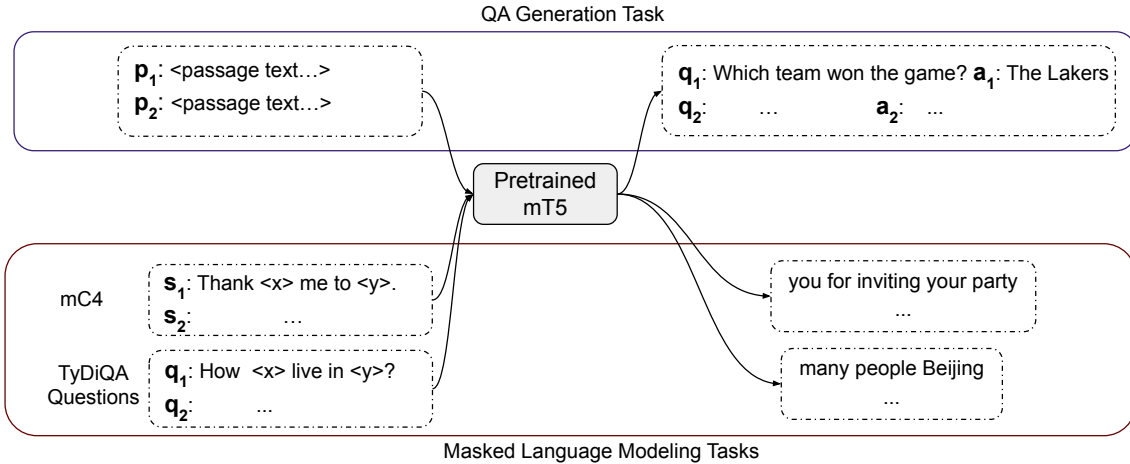 QA Generation Task
p1: <passage text...>
p2: <passage text...>
q1: Which team won the game? a1: The Lakers
q2: ... a2: ...
Pretrained
mT5
mC4
s1: Thank <x> me to <y>.
s2: ...
you for inviting your party
...
TyDiQA
Questions
q1: How <x> live in <y>?
q2: ...
many people Beijing
...
Masked Language Modeling Tasks